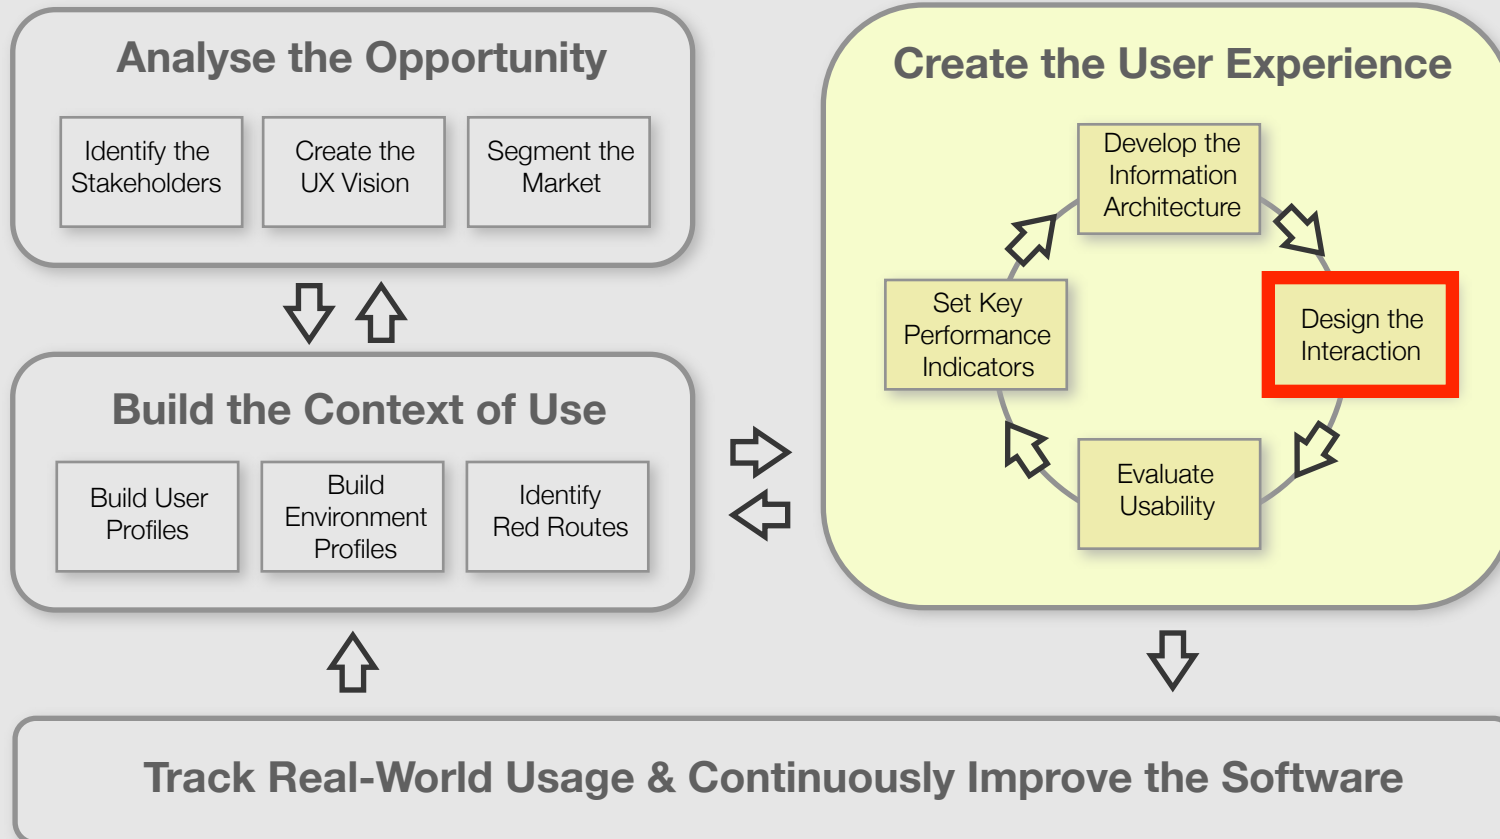 Analyse the Opportunity
Identify the
Stakeholders
Create the
UX Vision
Segment the
Market
Build the Context of Use
Build User
Profiles
Build
Environment
Profiles
Identify
Red Routes
Create the User Experience
Develop the
Information
Architecture
Design the
Interaction
Evaluate
Usability
Set Key
Performance
Indicators
Track Real-World Usage & Continuously Improve the Software